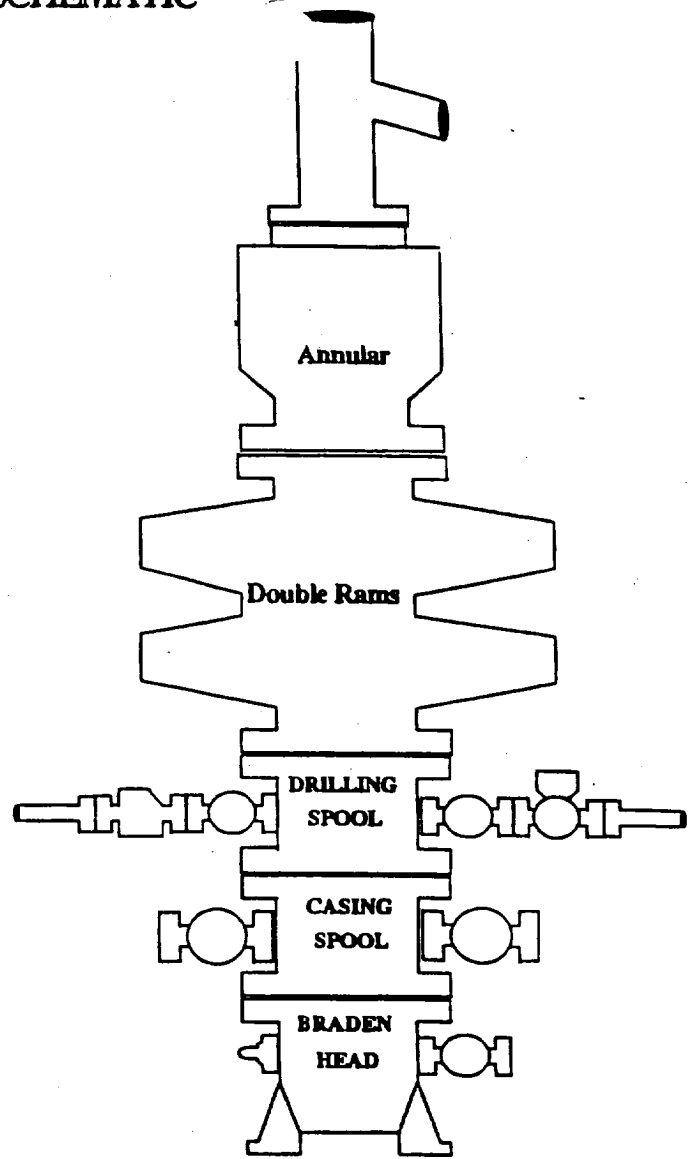 SCHEMATIC
Annular
Double Rams
DRILLING
SPOOL
CASING
SPOOL
BRADEN
HEAD